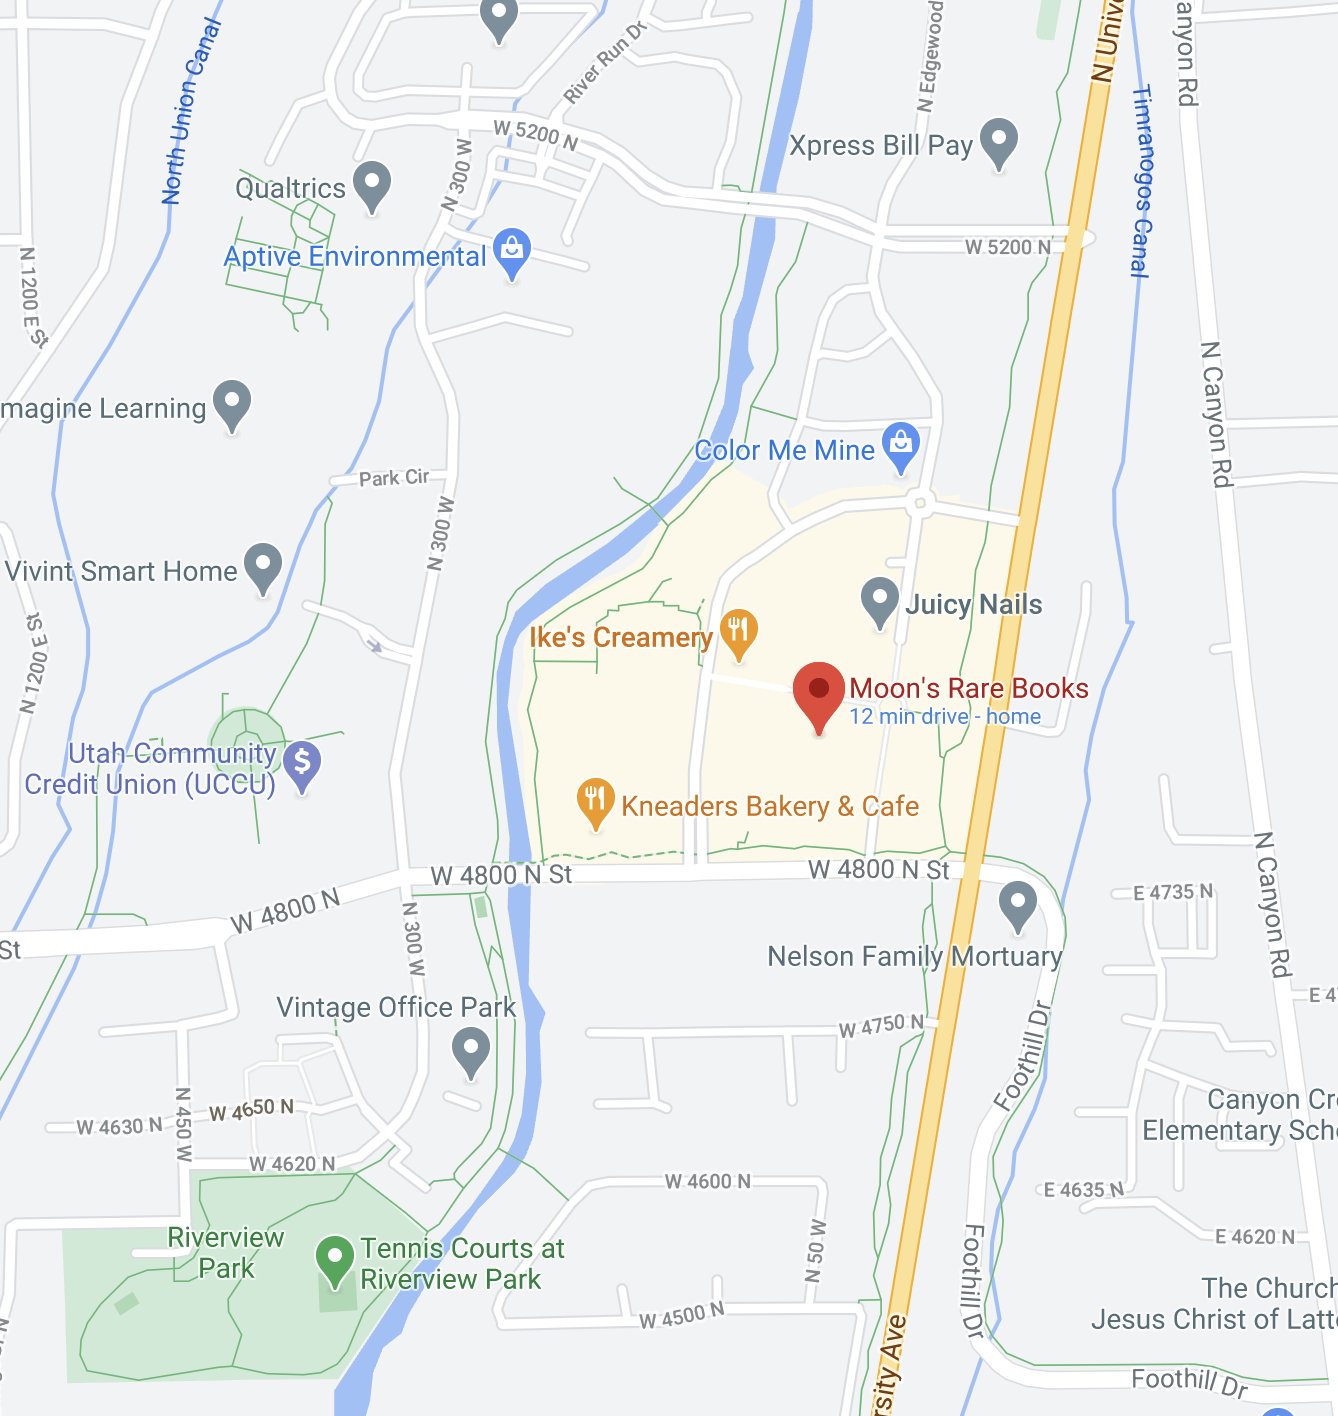 North Union Canal
River Run Dr
N Edgewood
N Unive
anyon Rd
Timranogos Canal
W 5200 N
Xpress Bill Pay
N 300 W
Qualtrics
Aptive Environmental
W 5200 N
N 1200 E St
N Canyon Rd
magine Learning
Color Me Mine
Park Cir
N 300 W
Vivint Smart Home
Juicy Nails
Ike's Creamery
N 1200 E St
Moon's Rare Books
12 min drive - home
Utah Community
Credit Union (UCCU)
Kneaders Bakery & Cafe
W 4800 N St
W 4800 N St
N Canyon Rd
E 4735 N
W 4800 N
St
N 300 W
Nelson Family Mortuary
Vintage Office Park
E 47
W 4750 N
Foothill Dr
N 450 W
W 4650 N
W 4630 N
Canyon Cre
Elementary Scho
W 4620 N
W 4600 N
E 4635 N
Riverview
Park
Tennis Courts at
Riverview Park
N 50 W
E 4620 N
Foothill Dr
The Church
Jesus Christ of Latte
W 4500 N
rsity Ave
Foothill Dr